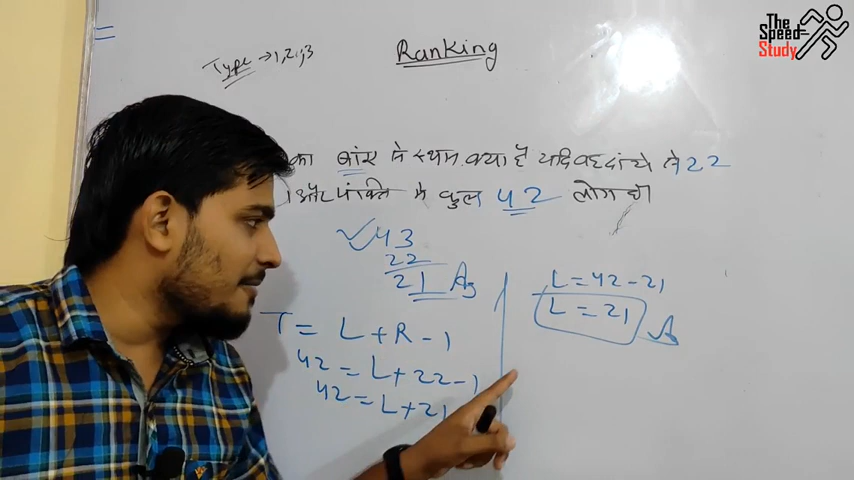 The
Speed
Study
Ranking
Type → 1, 2, 3
का बांए से स्थान क्या है यदि वह दांये से 22
और पंक्ति मे कुल 42 लोग थे
43
22
21 Ans
T = L + R - 1
42 = L + 22 - 1
42 = L + 21
L = 42 - 21
L = 21